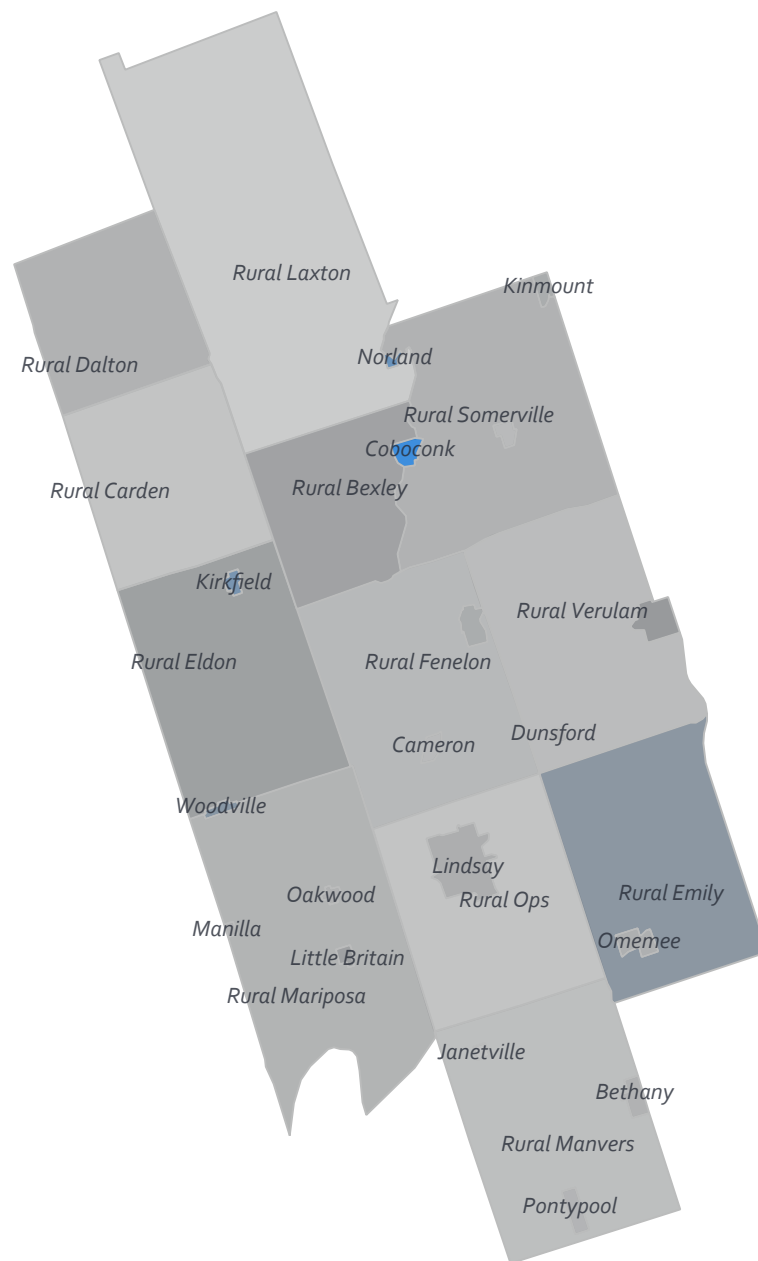 Rural Laxton
Kinmount
Norland
Rural Dalton
Rural Somerville
Coboconk
Rural Bexley
Rural Carden
Kirkfield
Rural Verulam
Rural Eldon
Rural Fenelon
Dunsford
Cameron
Woodville
Lindsay
Oakwood
Rural Emily
Rural Ops
Manilla
Omemee
Little Britain
Rural Mariposa
Janetville
Bethany
Rural Manvers
Pontypool